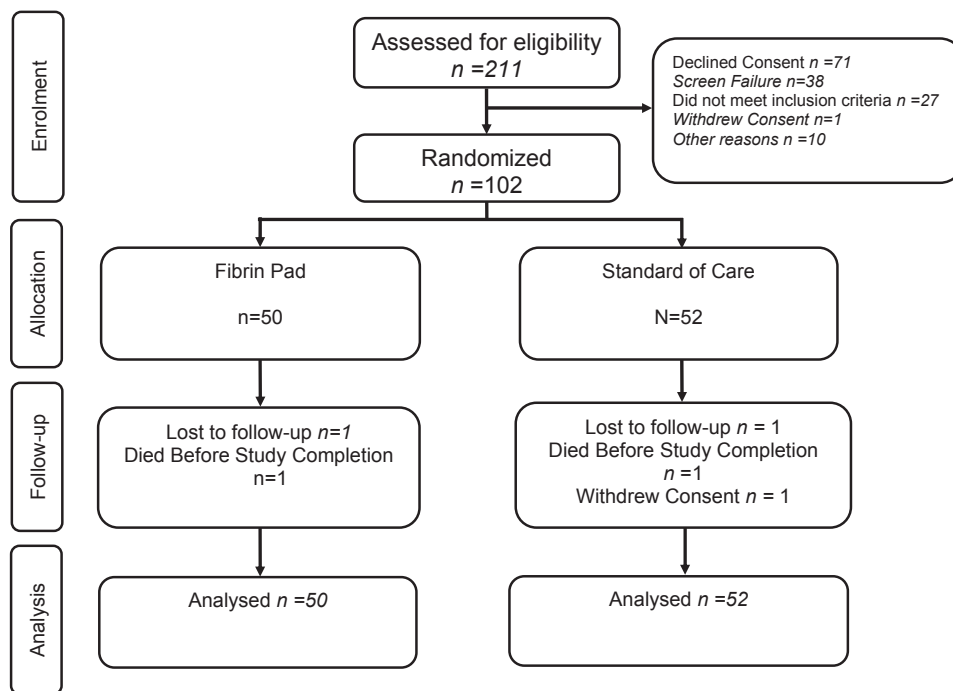 Enrolment
Assessed for eligibility
n =211
Declined Consent n =71
Screen Failure n=38
Did not meet inclusion criteria n =27
Withdrew Consent n=1
Other reasons n =10
Randomized
n =102
Allocation
Fibrin Pad
n=50
Standard of Care
N=52
Follow-up
Lost to follow-up n=1
Died Before Study Completion
n=1
Lost to follow-up n = 1
Died Before Study Completion
n =1
Withdrew Consent n = 1
Analysis
Analysed n =50
Analysed n =52